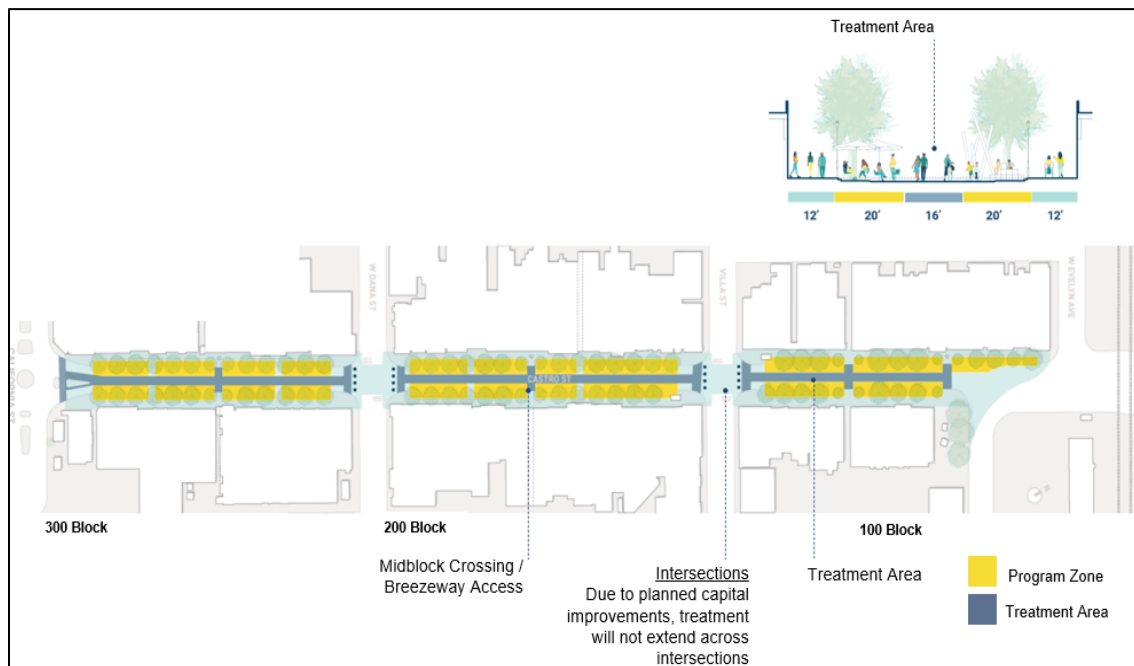 Treatment Area
12'
20'
16'
20'
12'
W DANA ST
VILLA ST
W EVELYN AVE
CASTRO ST
300 Block
200 Block
100 Block
Midblock Crossing /
Breezeway Access
Intersections
Due to planned capital
improvements, treatment
will not extend across
intersections
Treatment Area
Program Zone
Treatment Area